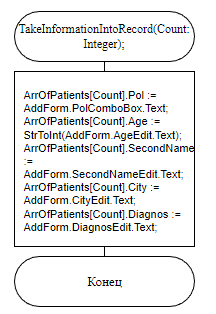 TakeInformationIntoRecord(Count:
Integer);
ArrOfPatients[Count].Pol :=
AddForm.PolComboBox.Text;
ArrOfPatients[Count].Age :=
StrToInt(AddForm.AgeEdit.Text);
ArrOfPatients[Count].SecondName
:=
AddForm.SecondNameEdit.Text;
ArrOfPatients[Count].City :=
AddForm.CityEdit.Text;
ArrOfPatients[Count].Diagnos :=
AddForm.DiagnosEdit.Text;
Конец